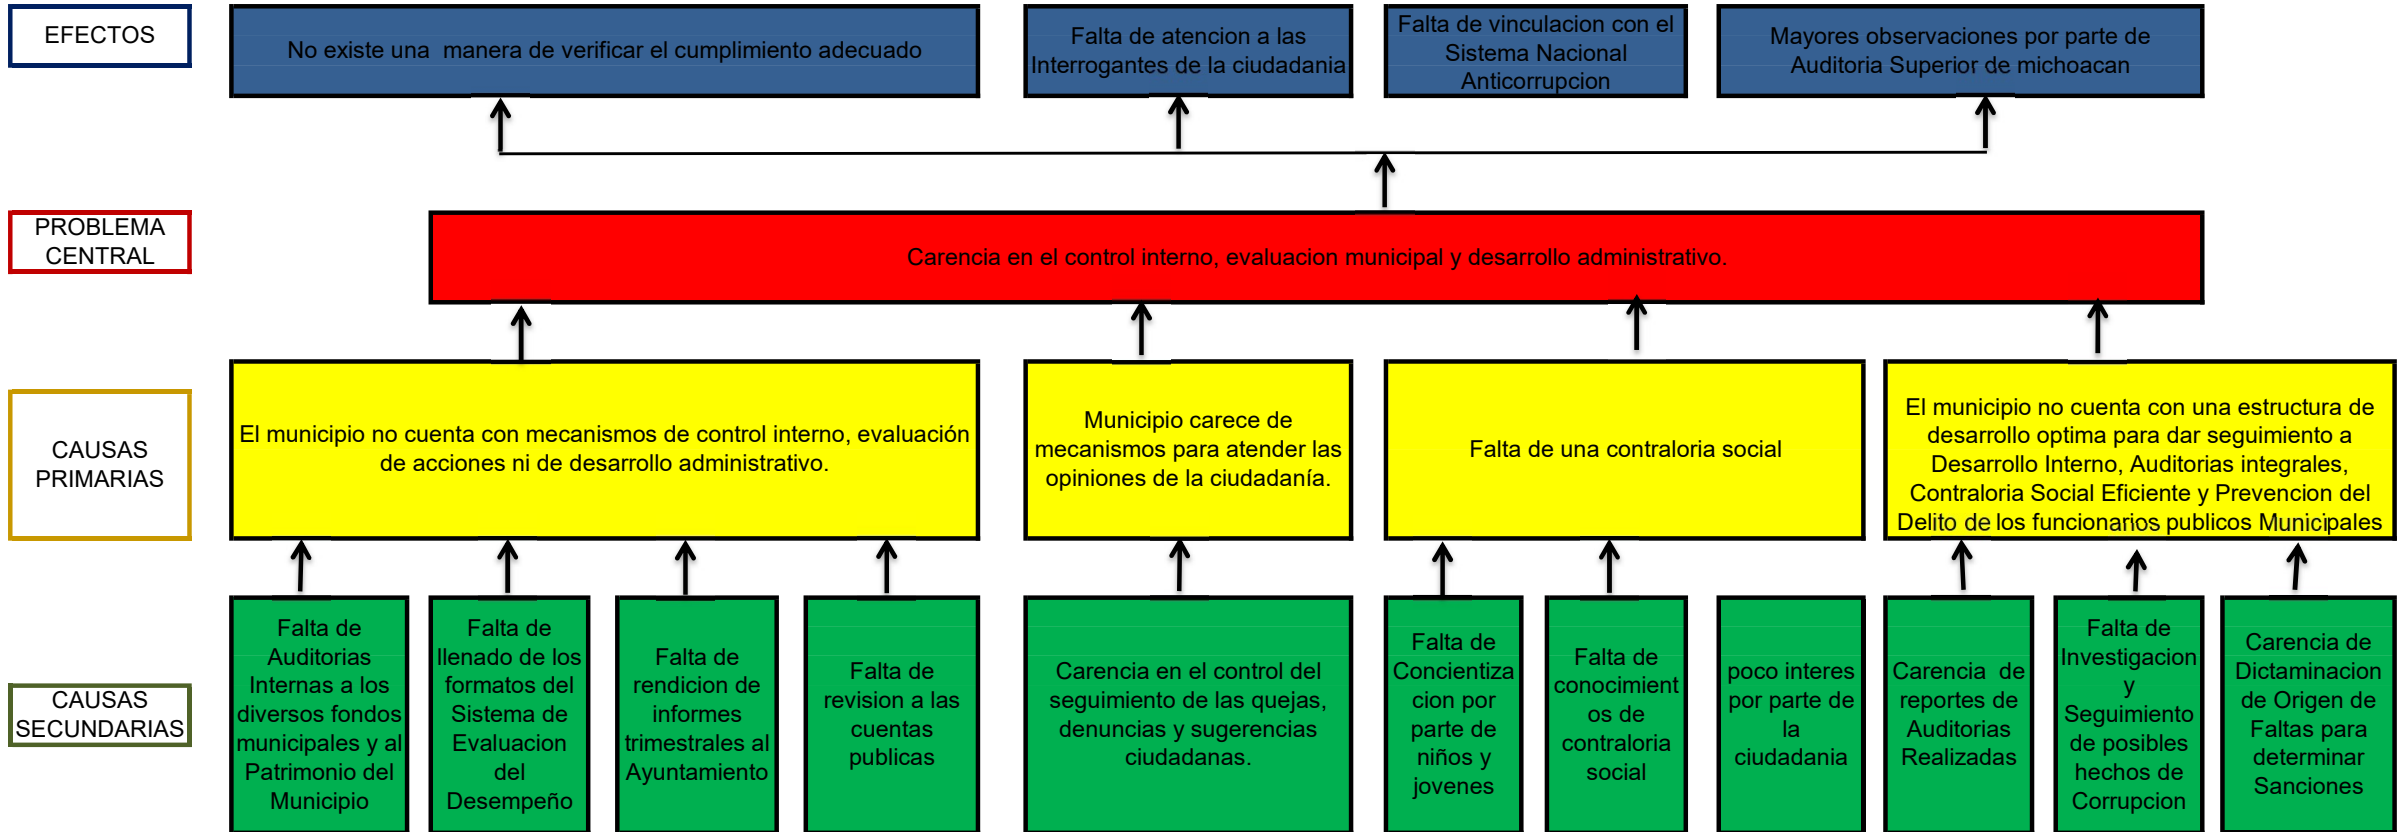 EFECTOS
No existe una  manera de verificar el cumplimiento adecuado
Falta de atencion a las
Interrogantes de la ciudadania
Falta de vinculacion con el
Sistema Nacional
Anticorrupcion
Mayores observaciones por parte de
Auditoria Superior de michoacan
PROBLEMA
CENTRAL
Carencia en el control interno, evaluacion municipal y desarrollo administrativo.
CAUSAS
PRIMARIAS
El municipio no cuenta con mecanismos de control interno, evaluación
de acciones ni de desarrollo administrativo.
Municipio carece de
mecanismos para atender las
opiniones de la ciudadanía.
Falta de una contraloria social
El municipio no cuenta con una estructura de
desarrollo optima para dar seguimiento a
Desarrollo Interno, Auditorias integrales,
Contraloria Social Eficiente y Prevencion del
Delito de los funcionarios publicos Municipales
CAUSAS
SECUNDARIAS
Falta de
Auditorias
Internas a los
diversos fondos
municipales y al
Patrimonio del
Municipio
Falta de
llenado de los
formatos del
Sistema de
Evaluacion
del
Desempeño
Falta de
rendicion de
informes
trimestrales al
Ayuntamiento
Falta de
revision a las
cuentas
publicas
Carencia en el control del
seguimiento de las quejas,
denuncias y sugerencias
ciudadanas.
Falta de
Concientiza
cion por
parte de
niños y
jovenes
Falta de
conocimient
os de
contraloria
social
poco interes
por parte de
la
ciudadania
Carencia  de
reportes de
Auditorias
Realizadas
Falta de
Investigacion
y
Seguimiento
de posibles
hechos de
Corrupcion
Carencia de
Dictaminacion
de Origen de
Faltas para
determinar
Sanciones